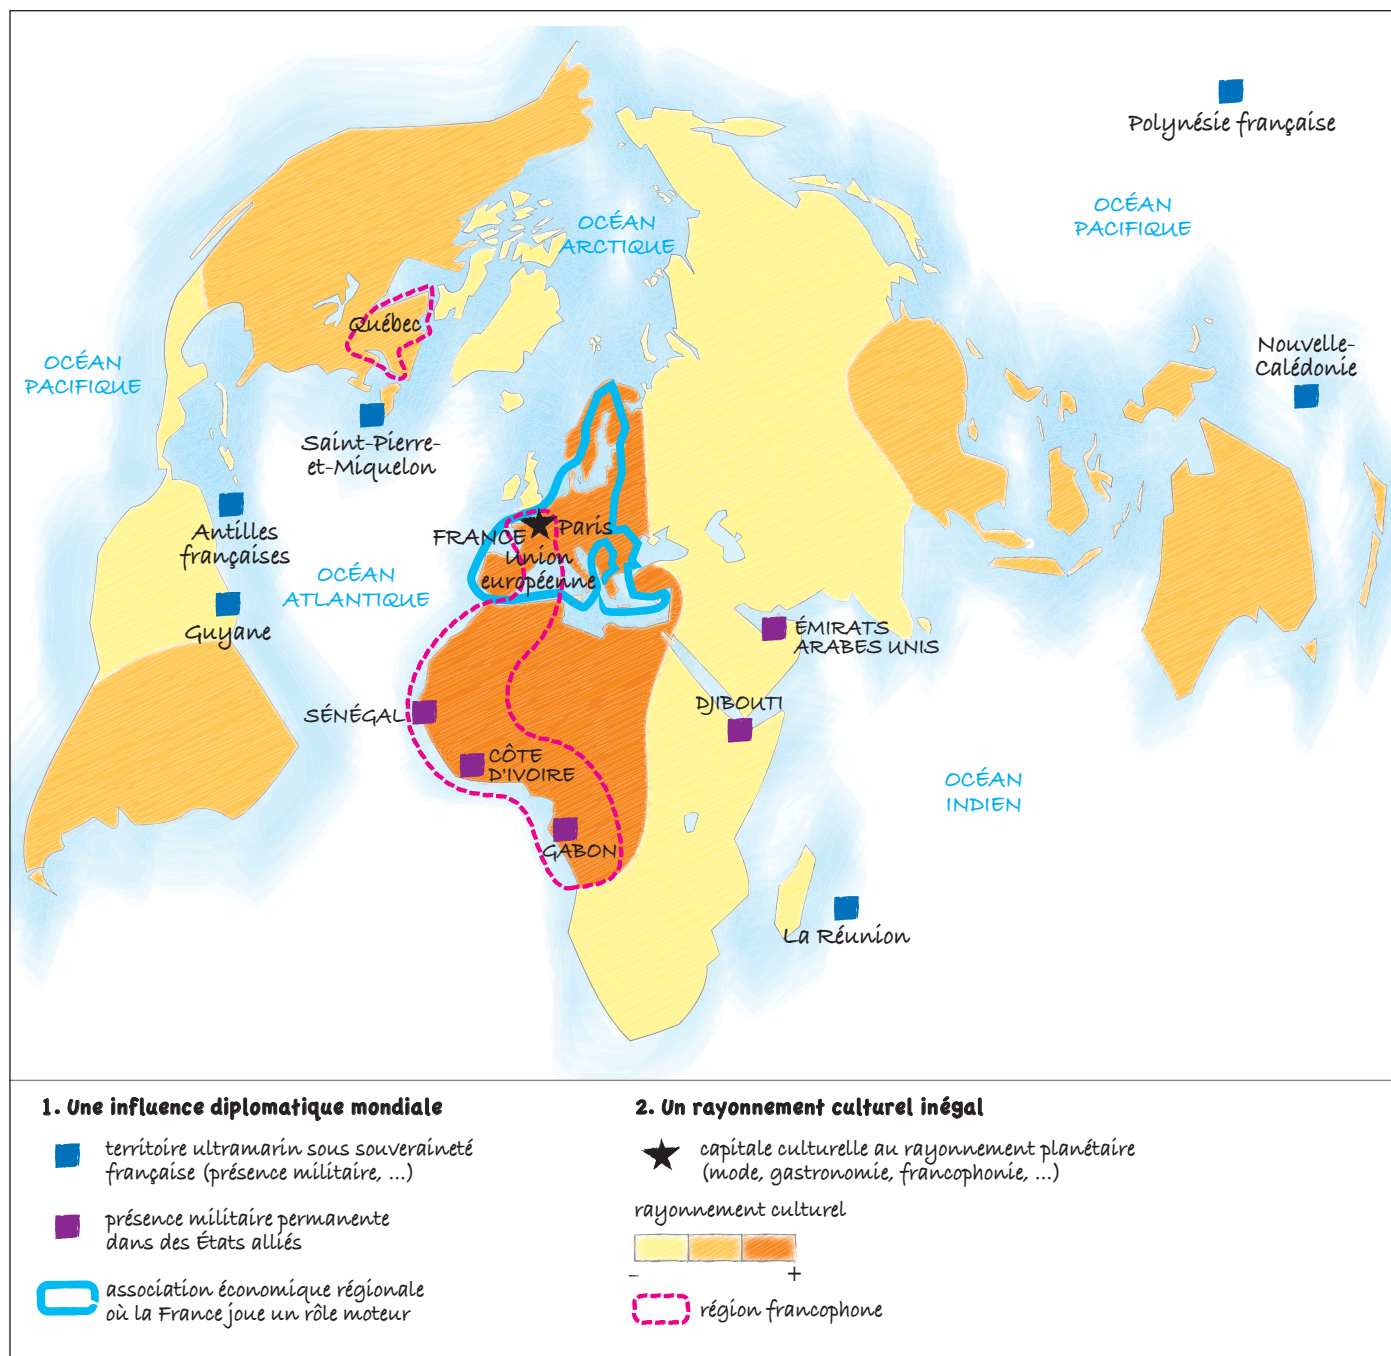 Polynésie française
OCÉAN
PACIFIQUE
OCÉAN
ARCTIQUE
Québec
OCÉAN
PACIFIQUE
Nouvelle-
Calédonie
Saint-Pierre-
et-Miquelon
Antilles
françaises
FRANCE
Paris
Union
européenne
OCÉAN
ATLANTIQUE
Guyane
ÉMIRATS
ARABES UNIS
SÉNÉGAL
DJIBOUTI
CÔTE
D'IVOIRE
OCÉAN
INDIEN
GABON
La Réunion
1. Une influence diplomatique mondiale
territoire ultramarin sous souveraineté
française (présence militaire, ...)
présence militaire permanente
dans des États alliés
association économique régionale
où la France joue un rôle moteur
2. Un rayonnement culturel inégal
capitale culturelle au rayonnement planétaire
(mode, gastronomie, francophonie, ...)
rayonnement culturel
– +
région francophone